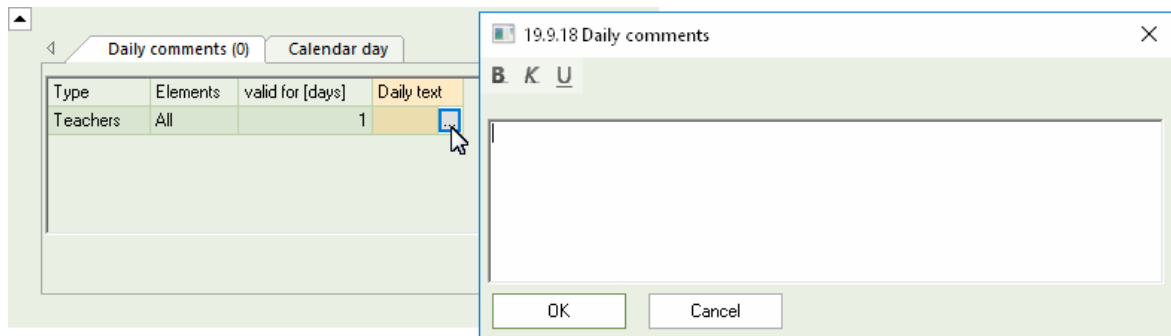 Daily comments (0) Calendar day
Type Elements valid for [days] Daily text
Teachers All 1 ...
19.9.18 Daily comments
B K U
OK Cancel